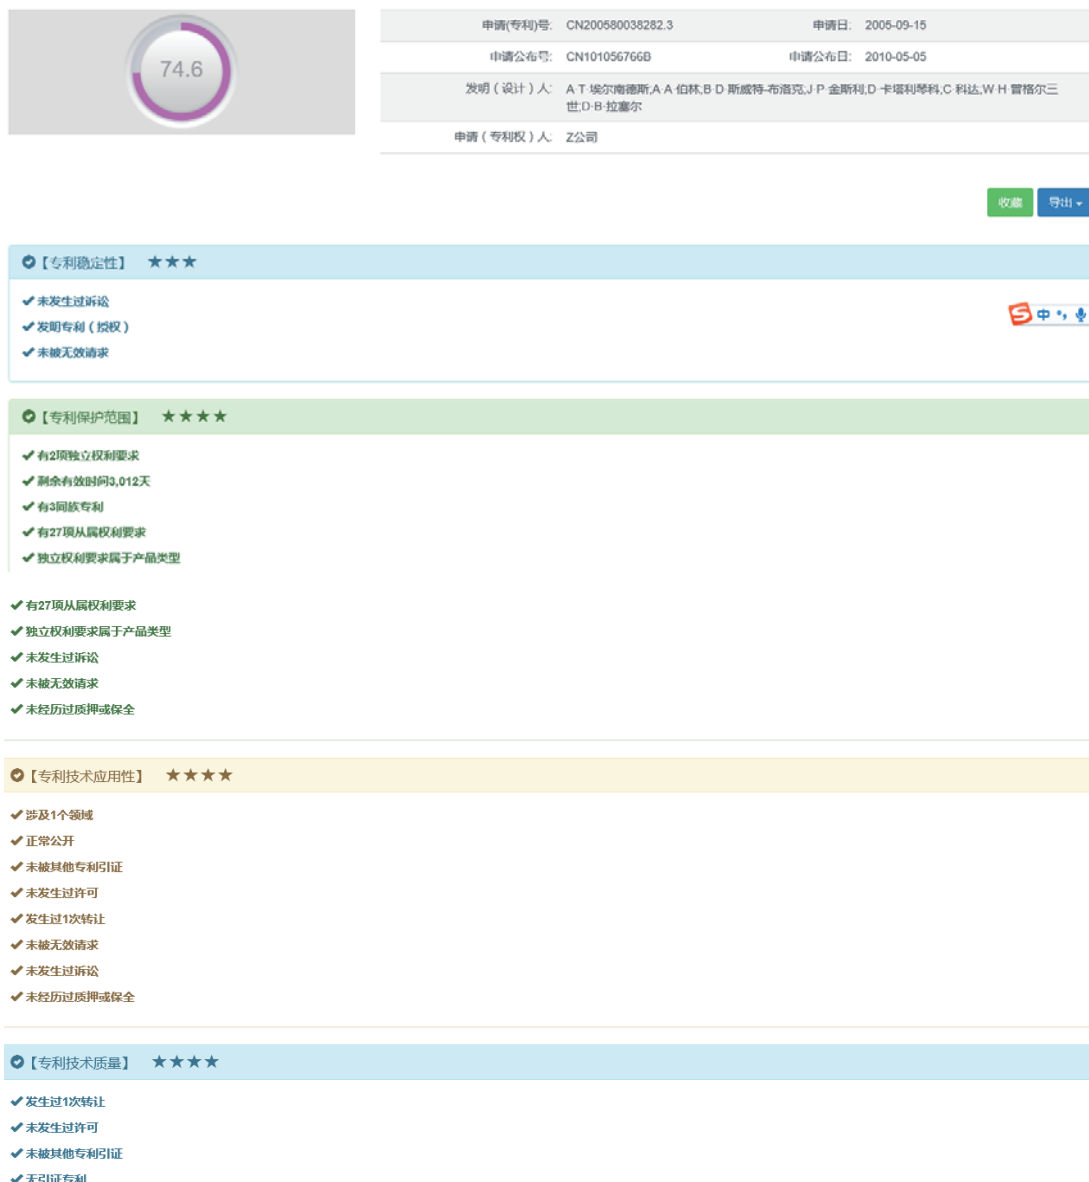 74.6
申请(专利)号: CN200580038282.3 申请日: 2005-09-15
申请公布号: CN101056766B 申请公布日: 2010-05-05
发明（设计）人: A·T·埃尔南德斯;A·A·伯林;B·D·斯威特-布洛克;J·P·金斯利;D·卡塔利琴科;C·科达;W·H·曾格尔三
世;D·B·拉塞尔
申请（专利权）人: Z公司
收藏 导出
【专利稳定性】 ★★★
未发生过诉讼
中
发明专利（授权）
未被无效请求
【专利保护范围】 ★★★★
有2项独立权利要求
剩余有效时间3,012天
有3同族专利
有27项从属权利要求
独立权利要求属于产品类型
有27项从属权利要求
独立权利要求属于产品类型
未发生过诉讼
未被无效请求
未经历过质押或保全
【专利技术应用性】 ★★★★
涉及1个领域
正常公开
未被其他专利引证
未发生过许可
发生过1次转让
未被无效请求
未发生过诉讼
未经历过质押或保全
【专利技术质量】 ★★★★
发生过1次转让
未发生过许可
未被其他专利引证
无引证专利